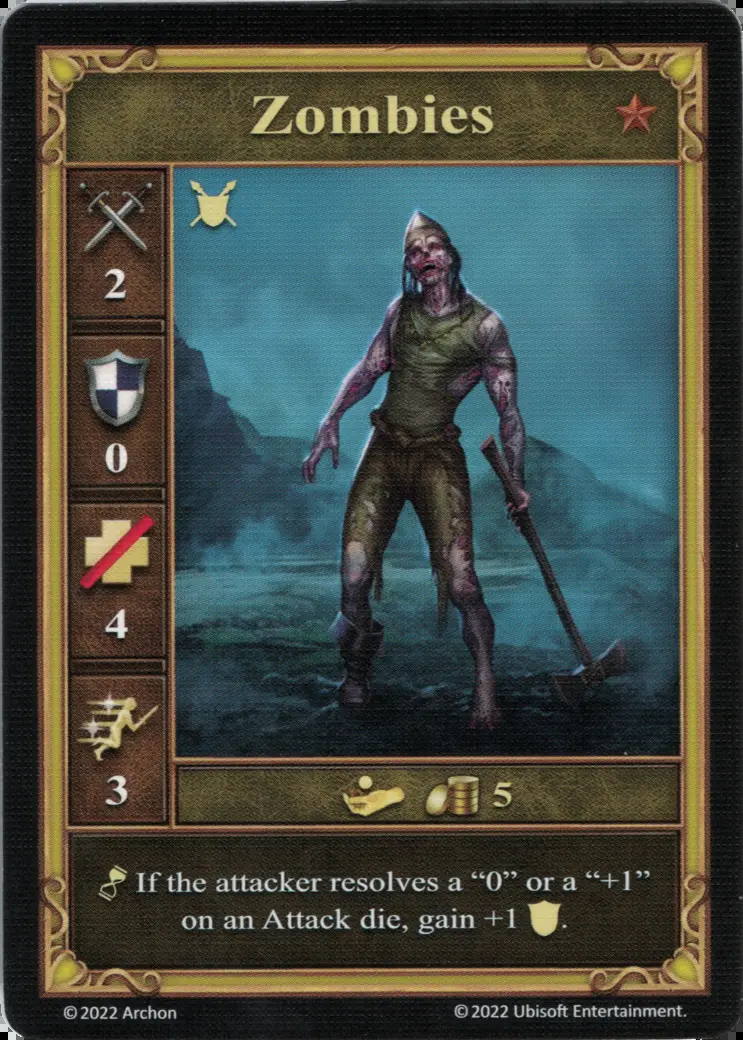 Zombies
2
0
4
3
5
If the attacker resolves a “0” or a “+1”
on an Attack die, gain +1 .
©2022 Archon
©2022 Ubisoft Entertainment.